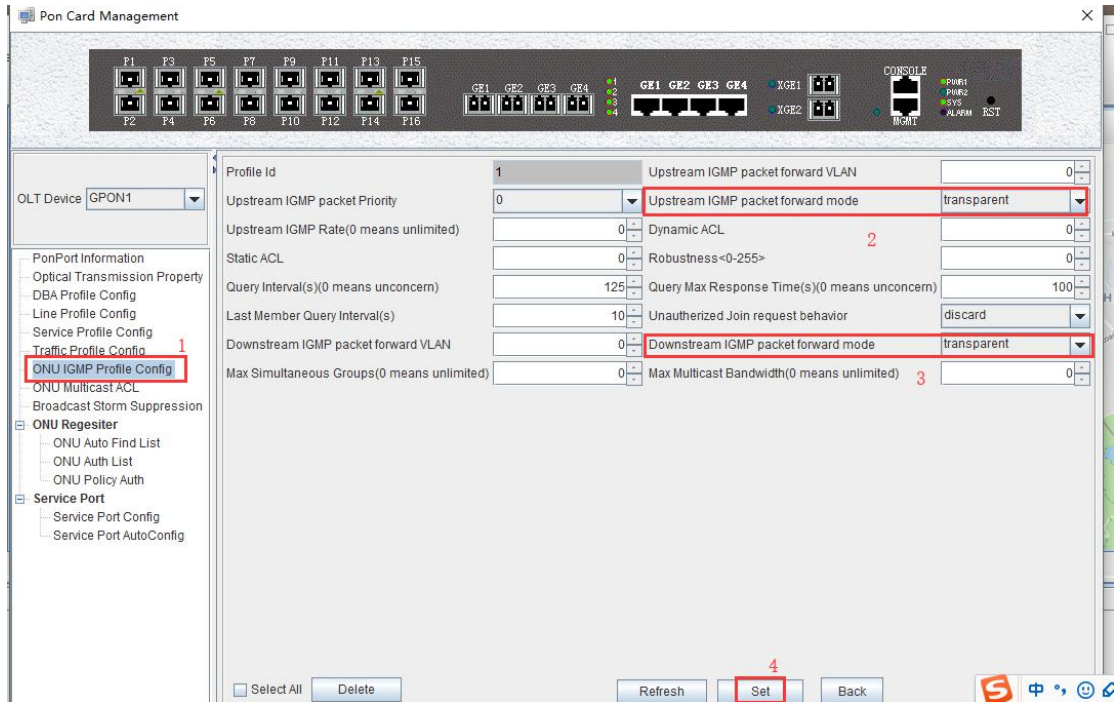 Pon Card Management
P1 P3 P5 P7 P9 P11 P13 P15
GE1 GE2 GE3 GE4
1
2
3
4
GE1 GE2 GE3 GE4
XGE1
XGE2
CONSOLE
MGMT
PWR1
PWR2
SYS
ALARM
RST
P2 P4 P6 P8 P10 P12 P14 P16
OLT Device GPON1
PonPort Information
Optical Transmission Property
DBA Profile Config
Line Profile Config
Service Profile Config
Traffic Profile Config
1
ONU IGMP Profile Config
ONU Multicast ACL
Broadcast Storm Suppression
ONU Regesiter
ONU Auto Find List
ONU Auth List
ONU Policy Auth
Service Port
Service Port Config
Service Port AutoConfig
Profile Id 1 Upstream IGMP packet forward VLAN 0
Upstream IGMP packet Priority 0 Upstream IGMP packet forward mode transparent
Upstream IGMP Rate(0 means unlimited) 0 Dynamic ACL 0
2
Static ACL 0 Robustness<0-255> 0
Query Interval(s)(0 means unconcern) 125 Query Max Response Time(s)(0 means unconcern) 100
Last Member Query Interval(s) 10 Unautherized Join request behavior discard
Downstream IGMP packet forward VLAN 0 Downstream IGMP packet forward mode transparent
Max Simultaneous Groups(0 means unlimited) 0 Max Multicast Bandwidth(0 means unlimited) 0
3
4
Select All Delete Refresh Set Back
S 中